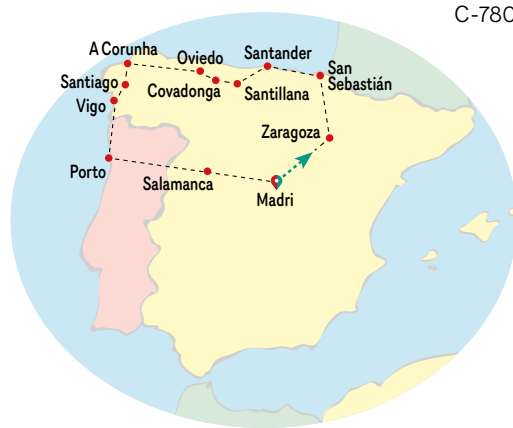 C-780
A Corunha
Oviedo
Santander
San
Sebastián
Santiago
Covadonga
Santillana
Vigo
Zaragoza
Porto
Salamanca
Madri